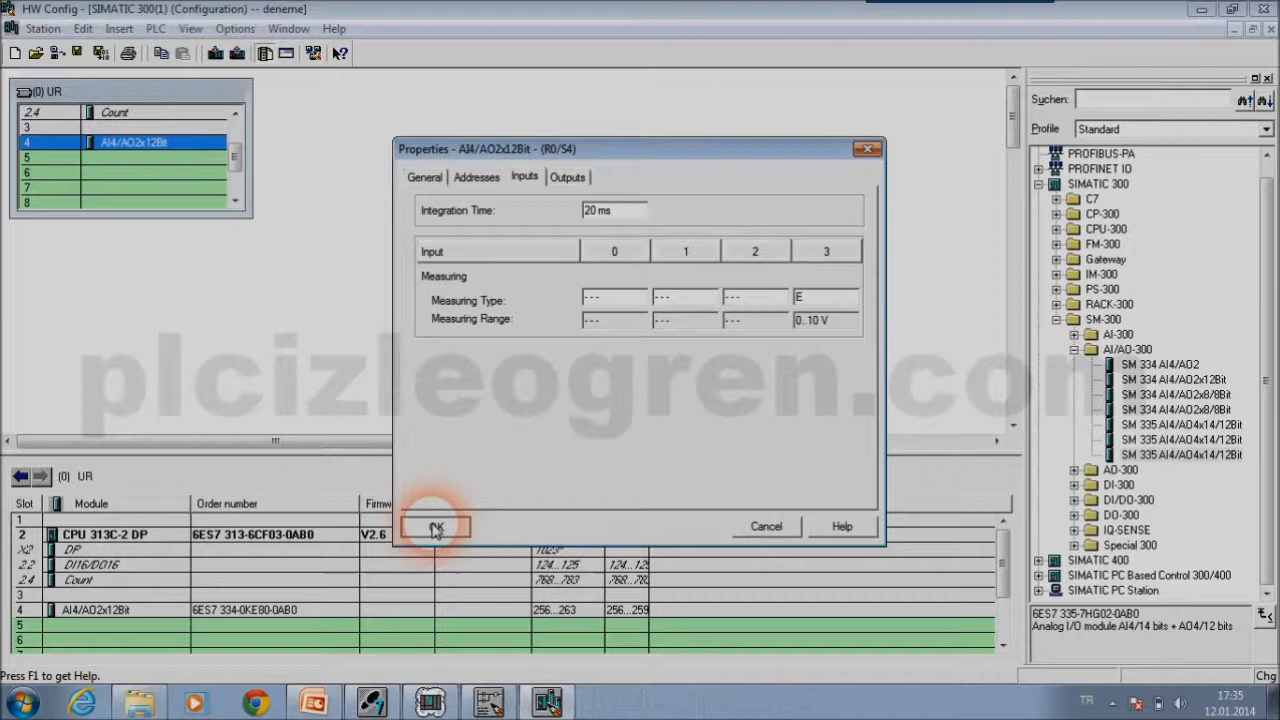 HW Config - [SIMATIC 300(1) (Configuration) -- deneme]
Station Edit Insert PLC View Options Window Help
(0) UR
2.4 Count
3
4 AI4/AO2x12Bit
5
6
7
8
Properties - AI4/AO2x12Bit - (R0/S4)
General Addresses Inputs Outputs
Integration Time: 20 ms
Input 0 1 2 3
Measuring
Measuring Type: --- --- --- E
Measuring Range: --- --- --- 0..10 V
OK Cancel Help
Suchen:
Profile Standard
PROFIBUS-PA
PROFINET IO
SIMATIC 300
C7
CP-300
CPU-300
FM-300
Gateway
IM-300
PS-300
RACK-300
SM-300
AI-300
AI/AO-300
SM 334 AI4/AO2
SM 334 AI4/AO2x12Bit
SM 334 AI4/AO2x8/8Bit
SM 334 AI4/AO2x8/8Bit
SM 335 AI4/AO4x14/12Bit
SM 335 AI4/AO4x14/12Bit
SM 335 AI4/AO4x14/12Bit
AO-300
DI-300
DI/DO-300
DO-300
IQ-SENSE
Special 300
SIMATIC 400
SIMATIC PC Based Control 300/400
SIMATIC PC Station
6ES7 335-7HG02-0AB0
Analog I/O module AI4/14 bits + AO4/12 bits
plcizleogren.com
(0) UR
Slot Module Order number Firmw
1
2 CPU 313C-2 DP 6ES7 313-6CF03-0AB0 V2.6
X2 DP 1023*
2.2 DI16/DO16 124...125 124...125
2.4 Count 768...783 768...78
3
4 AI4/AO2x12Bit 6ES7 334-0KE80-0AB0 256...263 256...259
5
6
Press F1 to get Help.
Chg
TR
17:35
12.01.2014